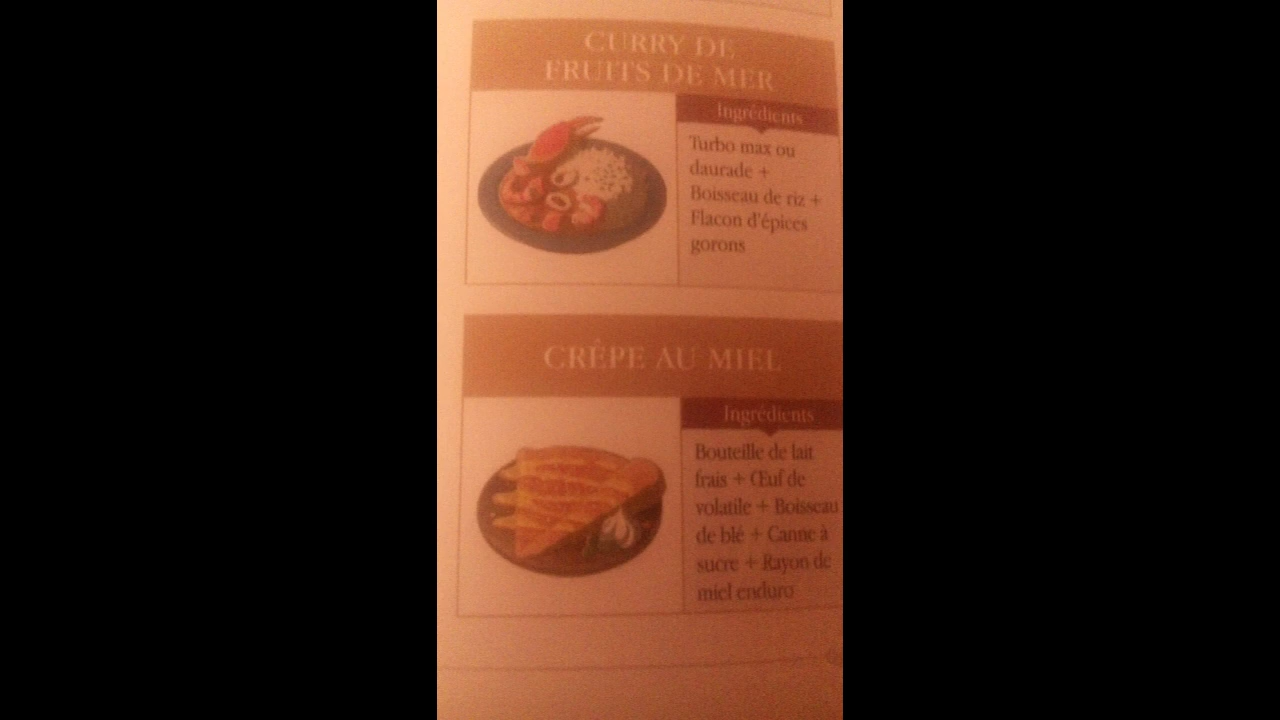 CURRY DE
FRUITS DE MER
Ingrédients
Turbo max ou
daurade +
Boisseau de riz +
Flacon d'épices
gorons
CRÊPE AU MIEL
Ingrédients
Bouteille de lait
frais + Œuf de
volatile + Boisseau
de blé + Canne à
sucre + Rayon de
miel enduro